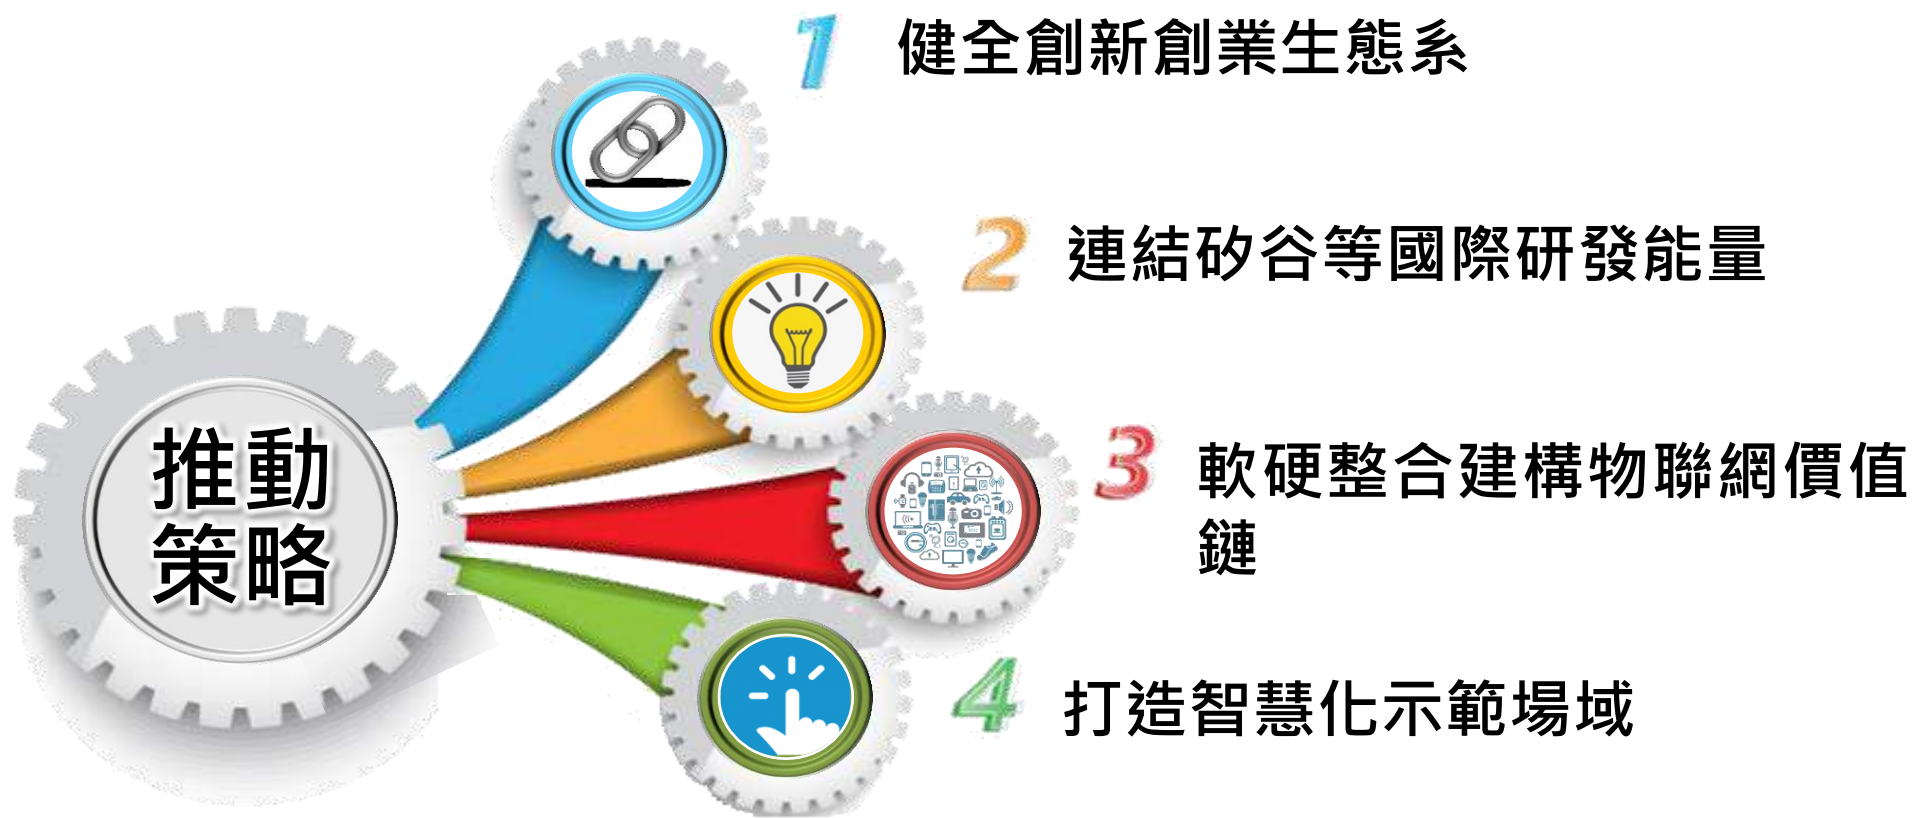 推動
策略
1 健全創新創業生態系
2 連結矽谷等國際研發能量
3 軟硬整合建構物聯網價值
鏈
4 打造智慧化示範場域